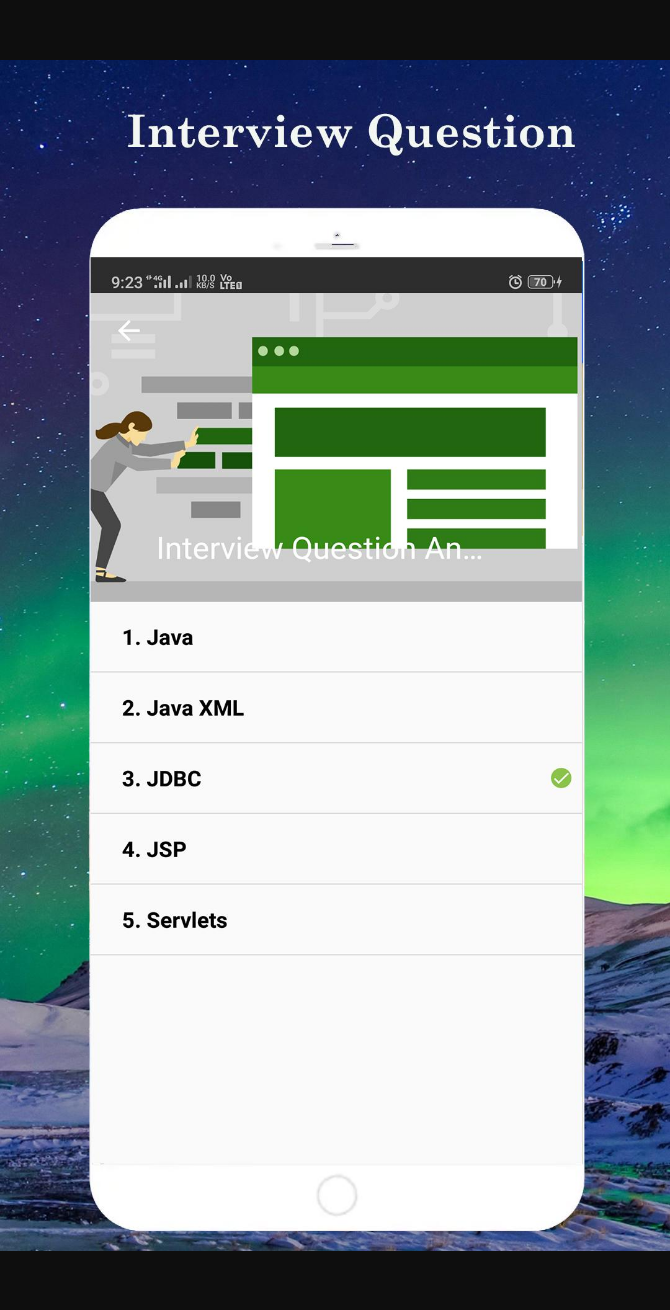 Interview Question
9:23 4G 10.0 KB/S Vo LTE 70
Interview Question An...
1. Java
2. Java XML
3. JDBC
4. JSP
5. Servlets